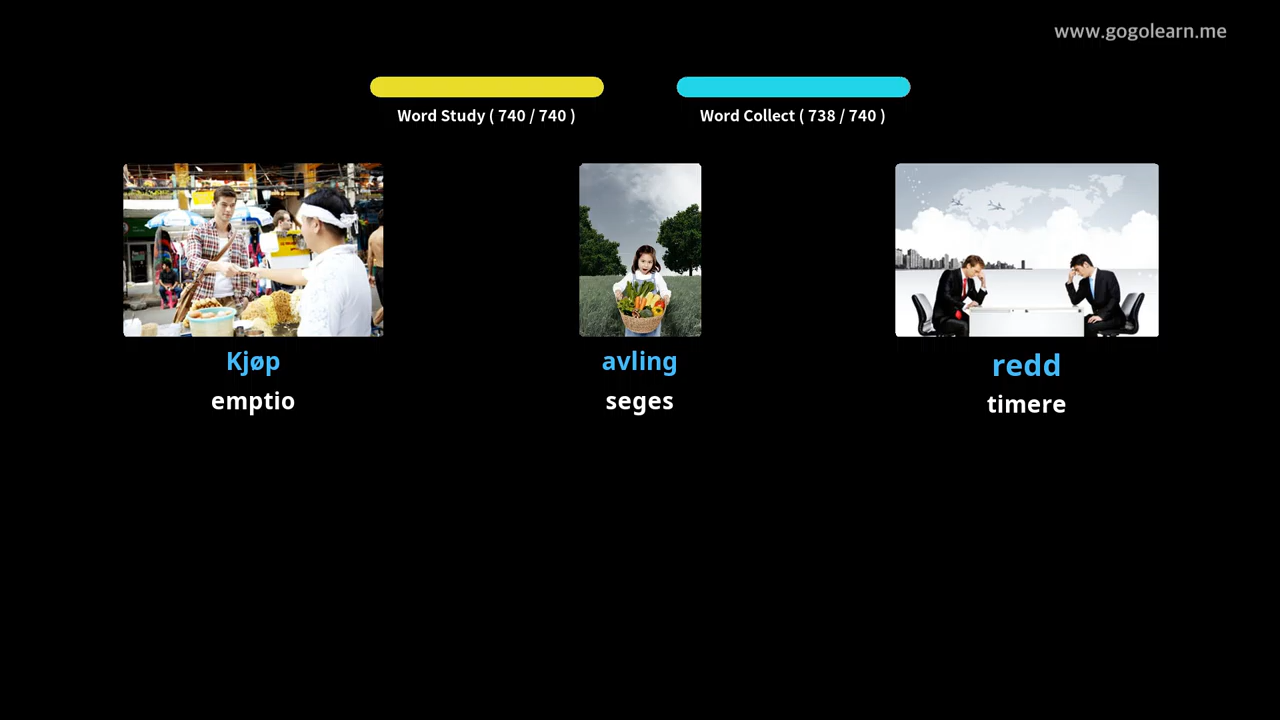 www.gogolearn.me
Word Study ( 740 / 740 )
Word Collect ( 738 / 740 )
Kjøp
emptio
avling
seges
redd
timere